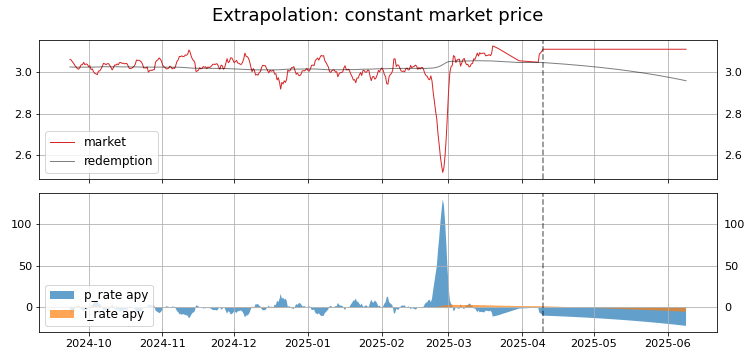 Extrapolation: constant market price
3.0 3.0
2.8 2.8
2.6 2.6
market
redemption
100 100
50 50
0 0
p_rate apy
i_rate apy
2024-10 2024-11 2024-12 2025-01 2025-02 2025-03 2025-04 2025-05 2025-06